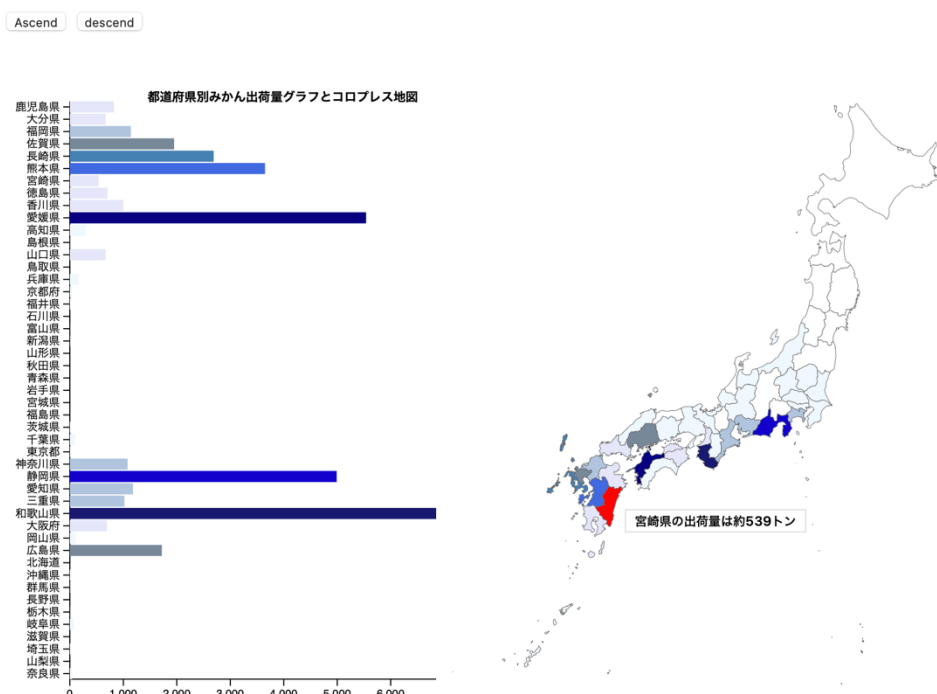 Ascend descend
都道府県別みかん出荷量グラフとコロプレス地図
鹿児島県
大分県
福岡県
佐賀県
長崎県
熊本県
宮崎県
徳島県
香川県
愛媛県
高知県
島根県
山口県
鳥取県
兵庫県
京都府
福井県
石川県
富山県
新潟県
山形県
秋田県
青森県
岩手県
宮城県
福島県
茨城県
千葉県
東京都
神奈川県
静岡県
愛知県
三重県
和歌山県
大阪府
岡山県
広島県
北海道
沖縄県
群馬県
長野県
栃木県
岐阜県
滋賀県
埼玉県
山梨県
奈良県
0 1,000 2,000 3,000 4,000 5,000 6,000
宮崎県の出荷量は約539トン